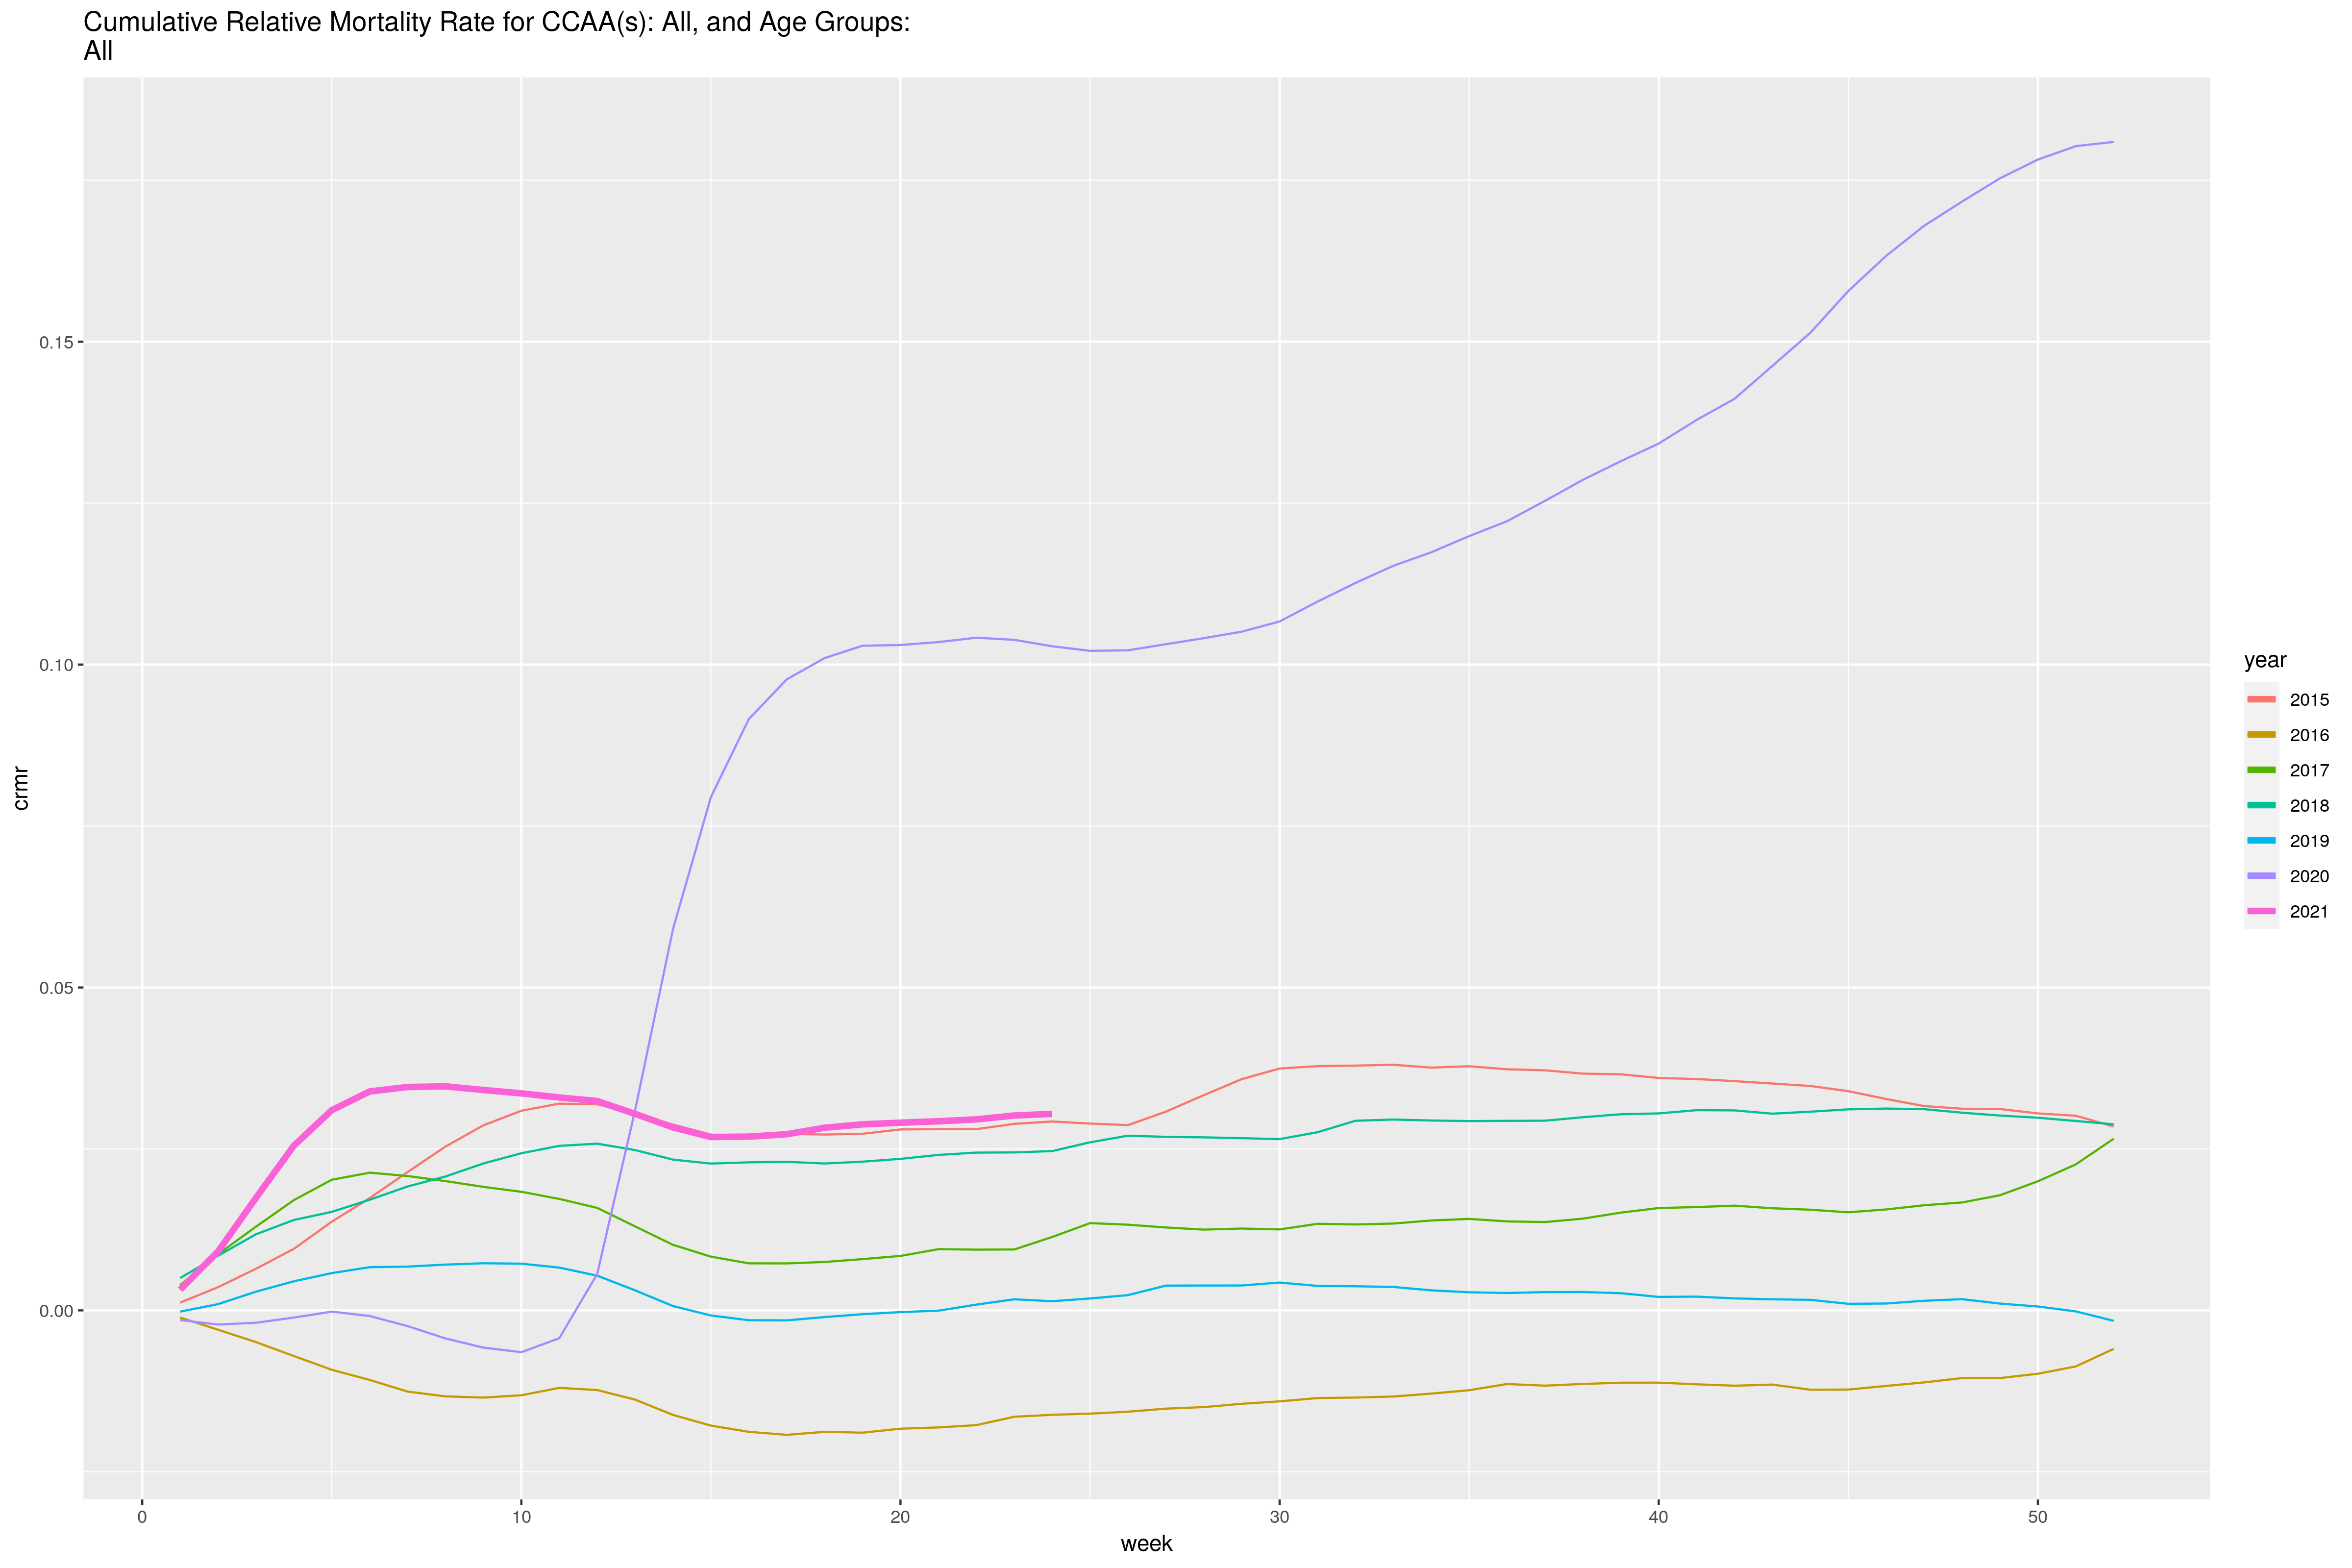 Cumulative Relative Mortality Rate for CCAA(s): All, and Age Groups:
All
crmr
0.15
0.10
0.05
0.00
0 10 20 30 40 50
week
year
2015
2016
2017
2018
2019
2020
2021